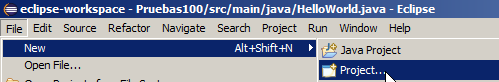 eclipse-workspace - Pruebas100/src/main/java/HelloWorld.java - Eclipse
File Edit Source Refactor Navigate Search Project Run Window Help
New Alt+Shift+N Java Project
Open File... Project...